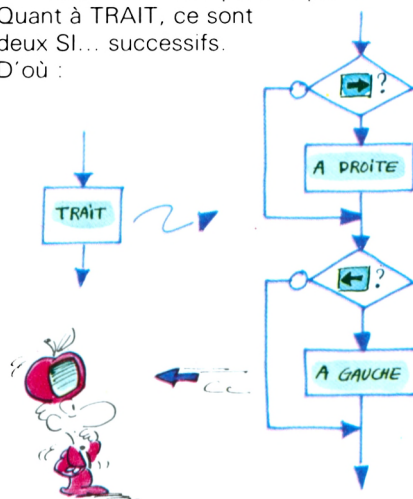 Quant à TRAIT, ce sont
deux SI... successifs.
D'où :
?
A DROITE
TRAIT
?
A GAUCHE